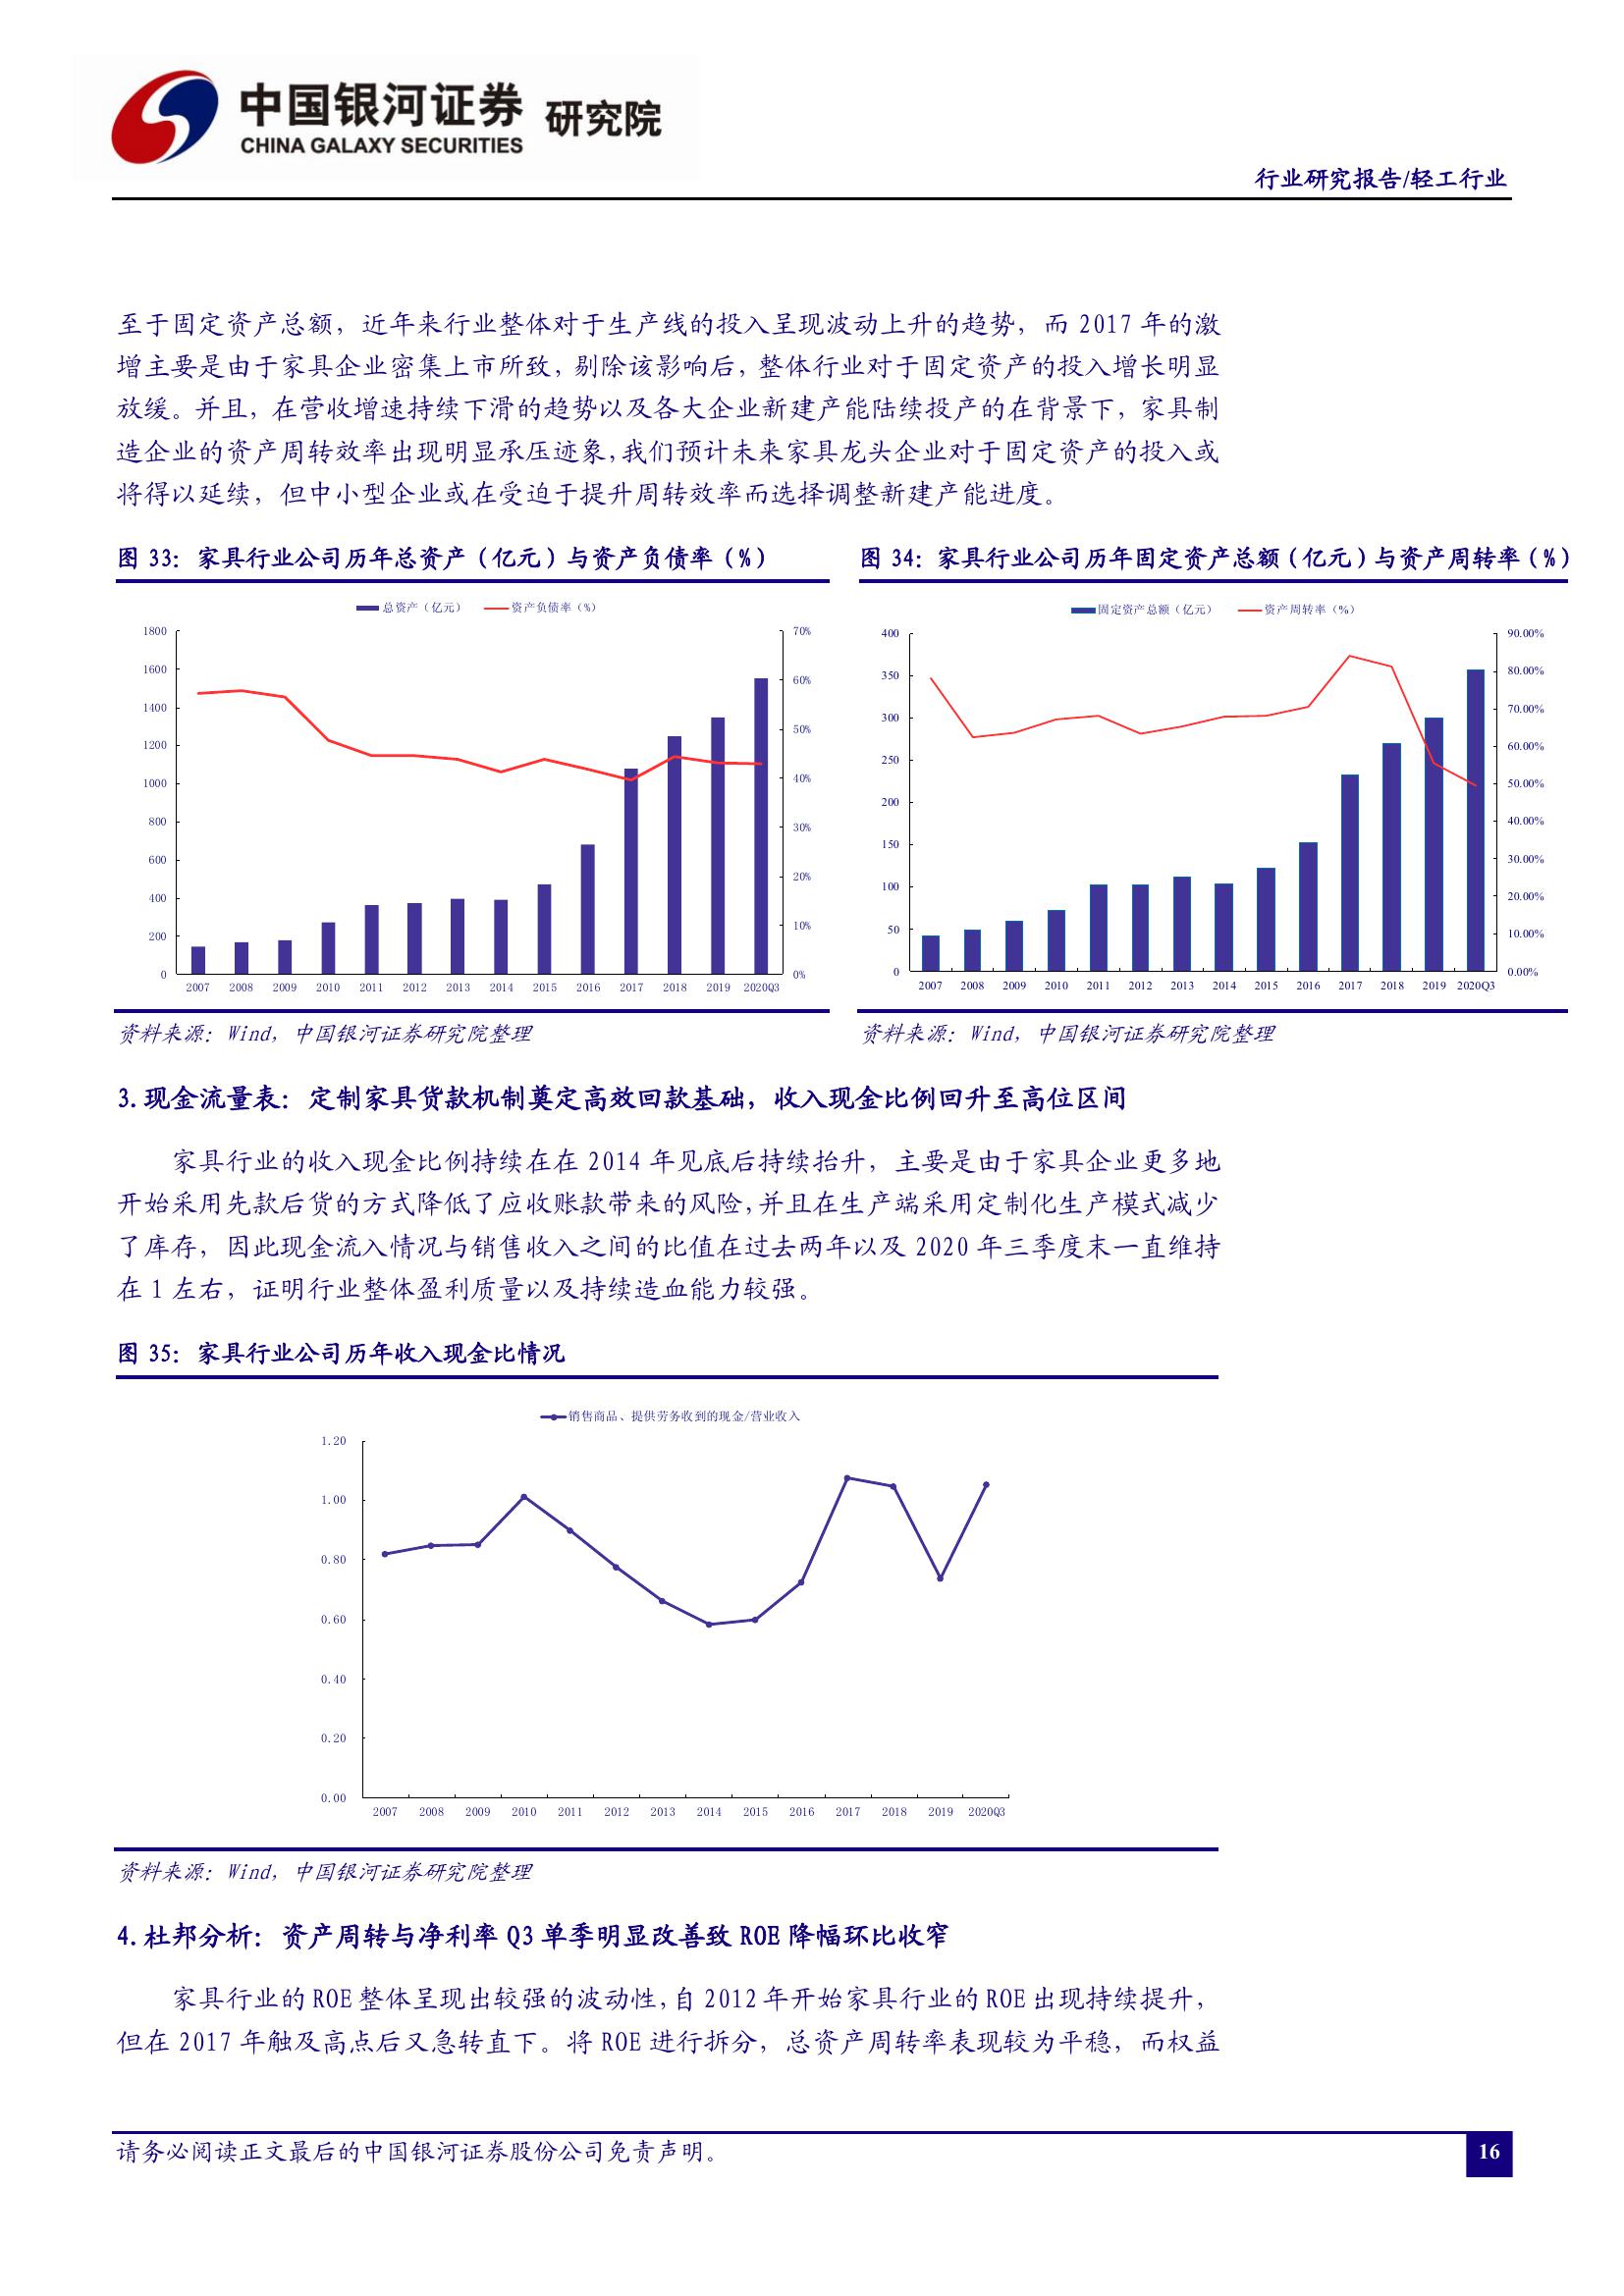 中国银河证券 研究院
CHINA GALAXY SECURITIES
行业研究报告/轻工行业
至于固定资产总额，近年来行业整体对于生产线的投入呈现波动上升的趋势，而 2017 年的激
增主要是由于家具企业密集上市所致，剔除该影响后，整体行业对于固定资产的投入增长明显
放缓。并且，在营收增速持续下滑的趋势以及各大企业新建产能陆续投产的在背景下，家具制
造企业的资产周转效率出现明显承压迹象，我们预计未来家具龙头企业对于固定资产的投入或
将得以延续，但中小型企业或在受迫于提升周转效率而选择调整新建产能进度。
图 33：家具行业公司历年总资产（亿元）与资产负债率（%）
总资产（亿元） 资产负债率（%）
1800
1600
1400
1200
1000
800
600
400
200
0
70%
60%
50%
40%
30%
20%
10%
0%
2007 2008 2009 2010 2011 2012 2013 2014 2015 2016 2017 2018 2019 2020Q3
资料来源：Wind，中国银河证券研究院整理
图 34：家具行业公司历年固定资产总额（亿元）与资产周转率（%）
固定资产总额（亿元） 资产周转率（%）
400
350
300
250
200
150
100
50
0
90.00%
80.00%
70.00%
60.00%
50.00%
40.00%
30.00%
20.00%
10.00%
0.00%
2007 2008 2009 2010 2011 2012 2013 2014 2015 2016 2017 2018 2019 2020Q3
资料来源：Wind，中国银河证券研究院整理
3.现金流量表：定制家具货款机制奠定高效回款基础，收入现金比例回升至高位区间
家具行业的收入现金比例持续在在 2014 年见底后持续抬升，主要是由于家具企业更多地
开始采用先款后货的方式降低了应收账款带来的风险，并且在生产端采用定制化生产模式减少
了库存，因此现金流入情况与销售收入之间的比值在过去两年以及 2020 年三季度末一直维持
在 1 左右，证明行业整体盈利质量以及持续造血能力较强。
图 35：家具行业公司历年收入现金比情况
销售商品、提供劳务收到的现金/营业收入
1.20
1.00
0.80
0.60
0.40
0.20
0.00
2007 2008 2009 2010 2011 2012 2013 2014 2015 2016 2017 2018 2019 2020Q3
资料来源：Wind，中国银河证券研究院整理
4.杜邦分析：资产周转与净利率 Q3 单季明显改善致 ROE 降幅环比收窄
家具行业的 ROE 整体呈现出较强的波动性，自 2012 年开始家具行业的 ROE 出现持续提升，
但在 2017 年触及高点后又急转直下。将 ROE 进行拆分，总资产周转率表现较为平稳，而权益
请务必阅读正文最后的中国银河证券股份公司免责声明。
16